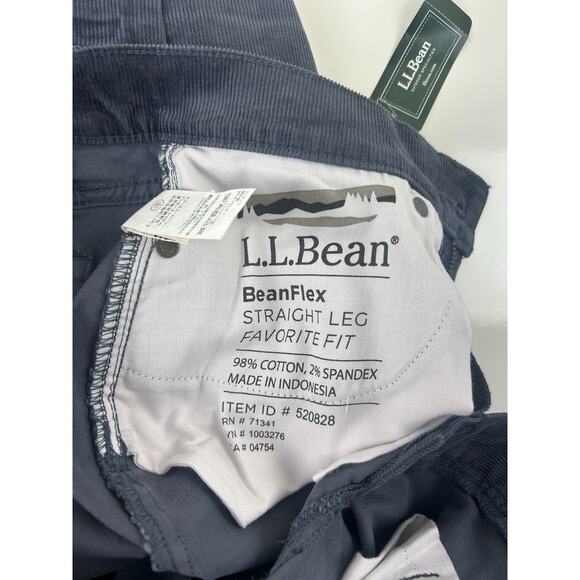 L.L.Bean
L.L.Bean®
BeanFlex
STRAIGHT LEG
FAVORITE FIT
98% COTTON, 2% SPANDEX
MADE IN INDONESIA
ITEM ID # 520828
RN # 71341
VN # 1003276
CA# 04754